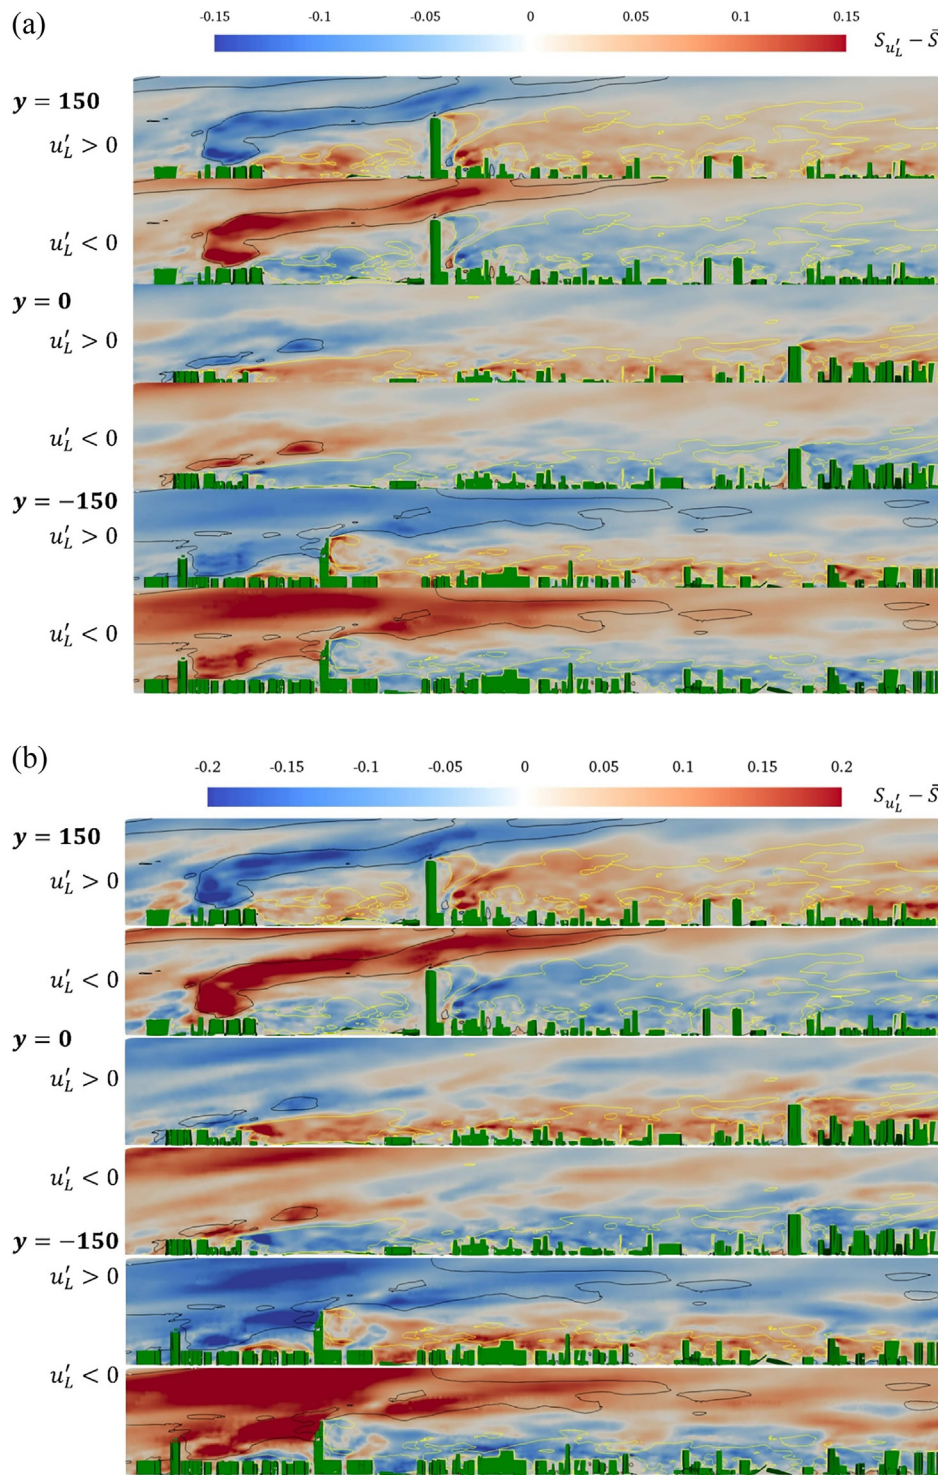 (a)
-0.15 -0.1 -0.05 0 0.05 0.1 0.15
S_{u'_L} − S̄
y = 150
u'_L > 0
u'_L < 0
y = 0
u'_L > 0
u'_L < 0
y = −150
u'_L > 0
u'_L < 0
(b)
-0.2 -0.15 -0.1 -0.05 0 0.05 0.1 0.15 0.2
S_{u'_L} − S̄
y = 150
u'_L > 0
u'_L < 0
y = 0
u'_L > 0
u'_L < 0
y = −150
u'_L > 0
u'_L < 0